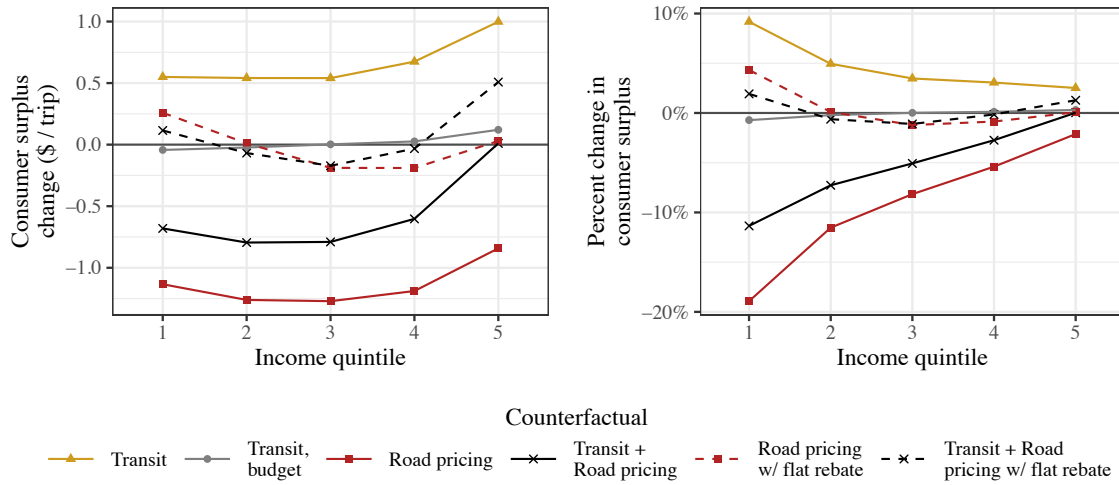 Consumer surplus
change ($ / trip)
1.0
0.5
0.0
−0.5
−1.0
1
2
3
4
5
Income quintile
Percent change in
consumer surplus
10%
0%
−10%
−20%
1
2
3
4
5
Income quintile
Counterfactual
Transit
Transit,
budget
Road pricing
Transit +
Road pricing
Road pricing
w/ flat rebate
Transit + Road
pricing w/ flat rebate